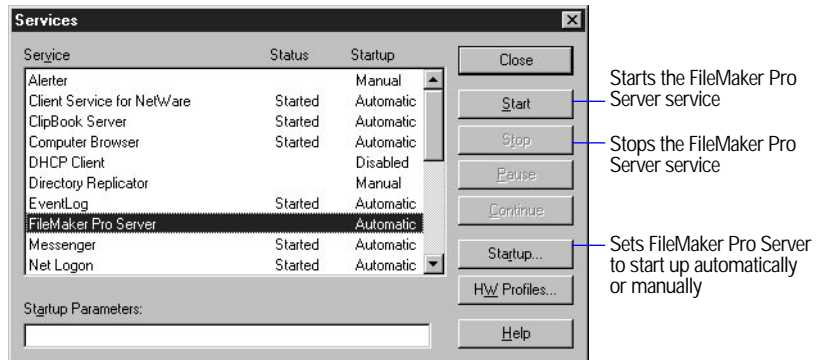 Services
Service Status Startup
Alerter Manual
Client Service for NetWare Started Automatic
ClipBook Server Started Automatic
Computer Browser Started Automatic
DHCP Client Disabled
Directory Replicator Manual
EventLog Started Automatic
FileMaker Pro Server Automatic
Messenger Started Automatic
Net Logon Started Automatic
Startup Parameters:
Close
Start
Stop
Pause
Continue
Startup...
HW Profiles...
Help
Starts the FileMaker Pro
Server service
Stops the FileMaker Pro
Server service
Sets FileMaker Pro Server
to start up automatically
or manually